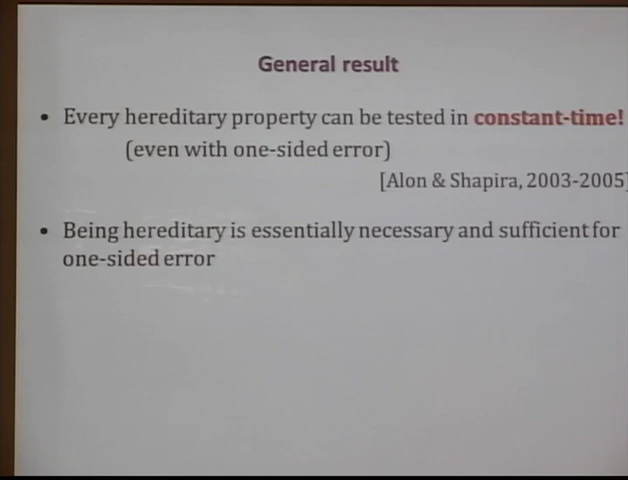 General result
• Every hereditary property can be tested in constant-time!
(even with one-sided error)
[Alon & Shapira, 2003-2005]
• Being hereditary is essentially necessary and sufficient for
one-sided error